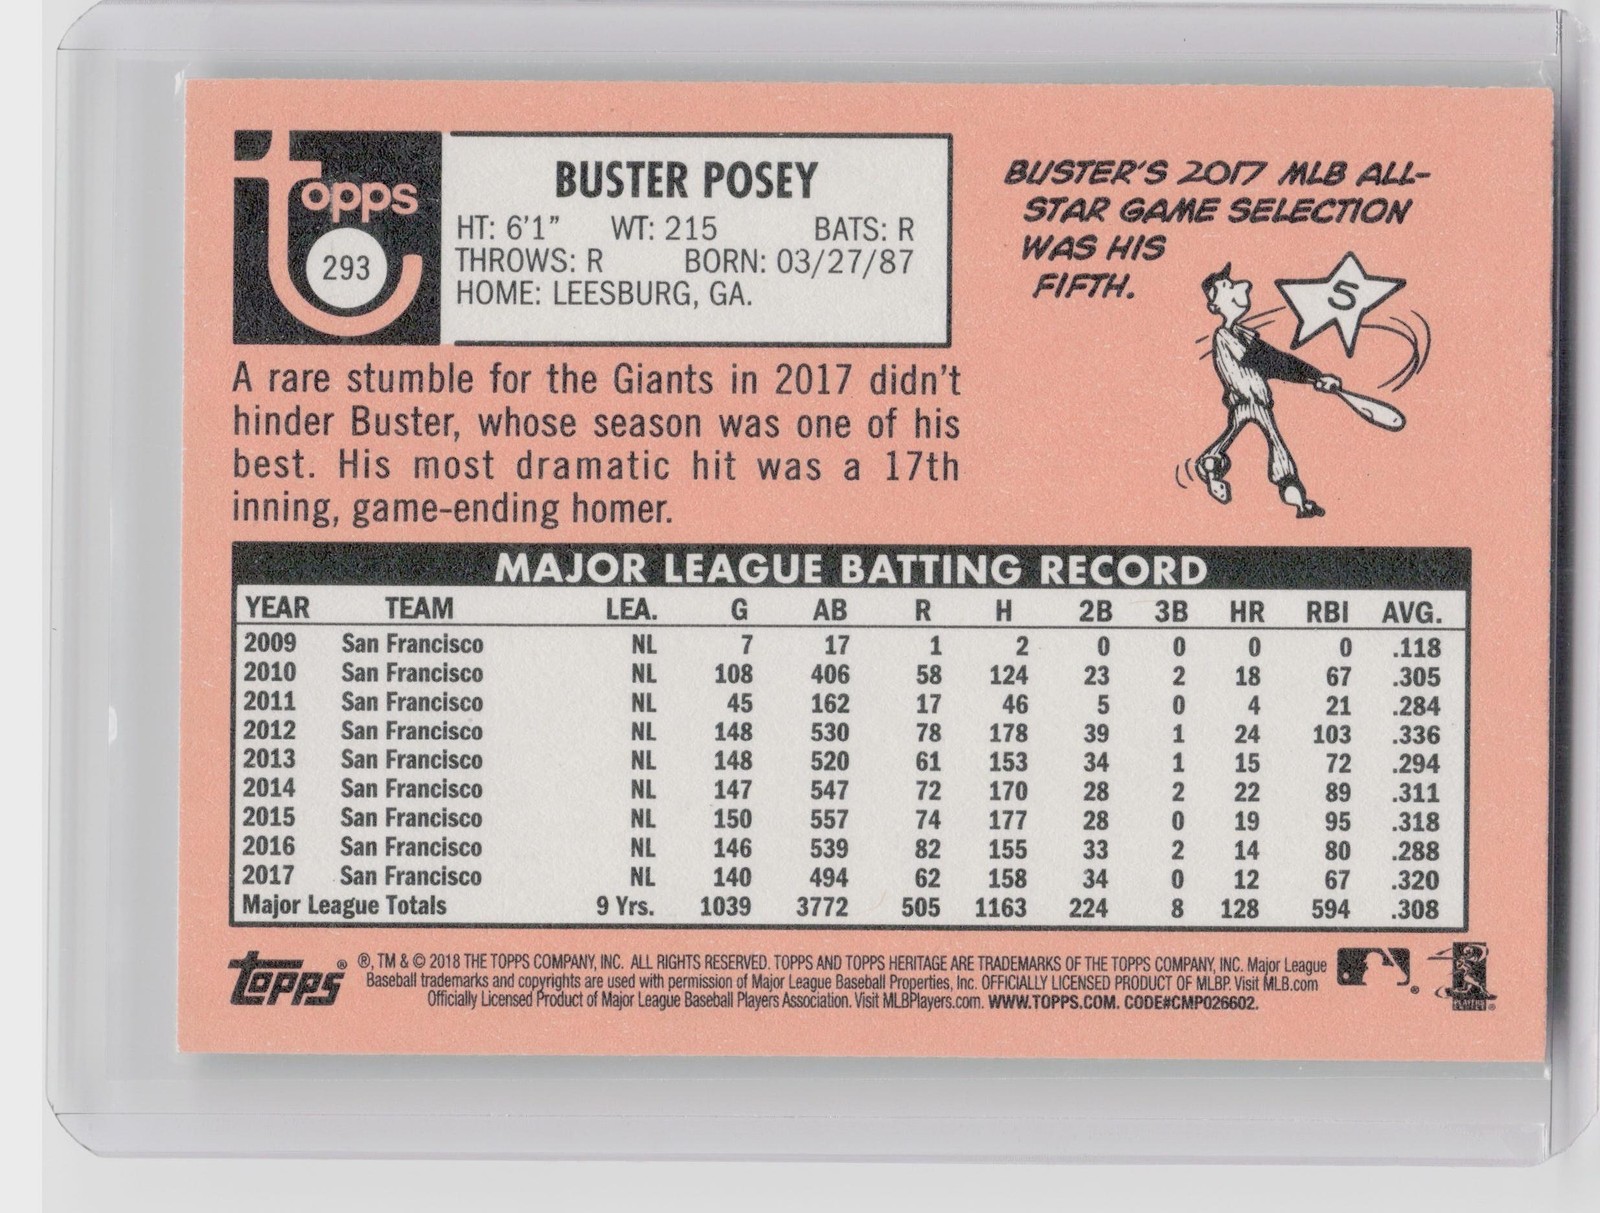 topps
293
BUSTER POSEY
HT: 6'1" WT: 215 BATS: R
THROWS: R BORN: 03/27/87
HOME: LEESBURG, GA.
BUSTER'S 2017 MLB ALL-
STAR GAME SELECTION
WAS HIS
FIFTH.
5
A rare stumble for the Giants in 2017 didn't
hinder Buster, whose season was one of his
best. His most dramatic hit was a 17th
inning, game-ending homer.
MAJOR LEAGUE BATTING RECORD
YEAR TEAM LEA. G AB R H 2B 3B HR RBI AVG.
2009 San Francisco NL 7 17 1 2 0 0 0 0 .118
2010 San Francisco NL 108 406 58 124 23 2 18 67 .305
2011 San Francisco NL 45 162 17 46 5 0 4 21 .284
2012 San Francisco NL 148 530 78 178 39 1 24 103 .336
2013 San Francisco NL 148 520 61 153 34 1 15 72 .294
2014 San Francisco NL 147 547 72 170 28 2 22 89 .311
2015 San Francisco NL 150 557 74 177 28 0 19 95 .318
2016 San Francisco NL 146 539 82 155 33 2 14 80 .288
2017 San Francisco NL 140 494 62 158 34 0 12 67 .320
Major League Totals 9 Yrs. 1039 3772 505 1163 224 8 128 594 .308
topps® ®, TM & © 2018 THE TOPPS COMPANY, INC. ALL RIGHTS RESERVED. TOPPS AND TOPPS HERITAGE ARE TRADEMARKS OF THE TOPPS COMPANY, INC. Major League
Baseball trademarks and copyrights are used with permission of Major League Baseball Properties, Inc. OFFICIALLY LICENSED PRODUCT OF MLBP. Visit MLB.com
Officially Licensed Product of Major League Baseball Players Association. Visit MLBPlayers.com. WWW.TOPPS.COM. CODE#CMP026602.
PLAYERS